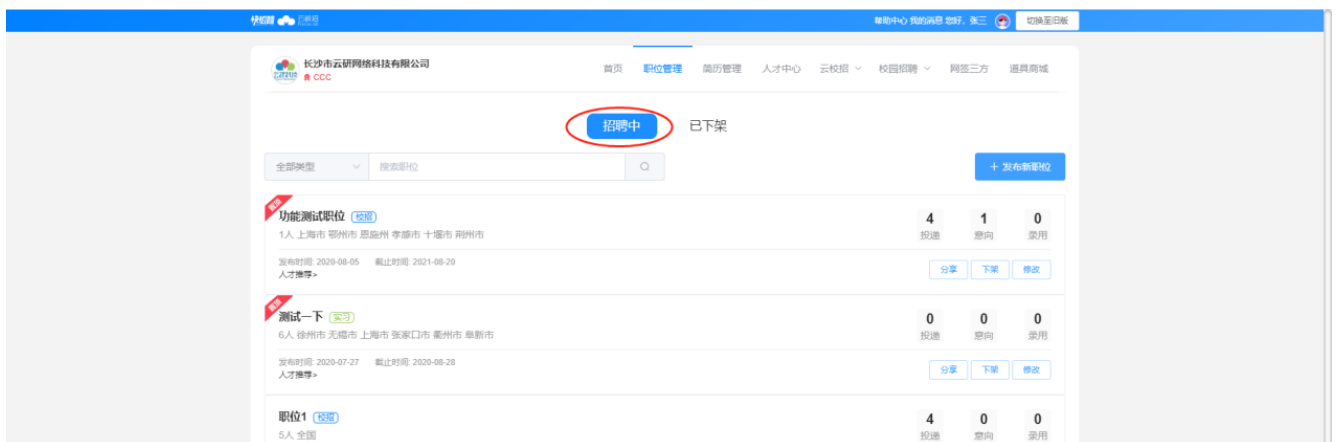 快招聘 云就业 帮助中心 我的消息 您好，张三 切换至旧版
长沙市云研网络科技有限公司
CCC
首页 职位管理 简历管理 人才中心 云校招 校园招聘 网签三方 道具商城
招聘中 已下架
全部类型 搜索职位 + 发布新职位
功能测试职位 校招
1人 上海市 鄂州市 恩施州 孝感市 十堰市 荆州市
4 1 0
投递 意向 录用
发布时间: 2020-08-05 截止时间: 2021-08-20
人才推荐>
分享 下架 修改
测试一下 实习
6人 徐州市 无锡市 上海市 张家口市 衢州市 阜新市
0 0 0
投递 意向 录用
发布时间: 2020-07-27 截止时间: 2020-08-28
人才推荐>
分享 下架 修改
职位1 校招
5人 全国
4 0 0
投递 意向 录用